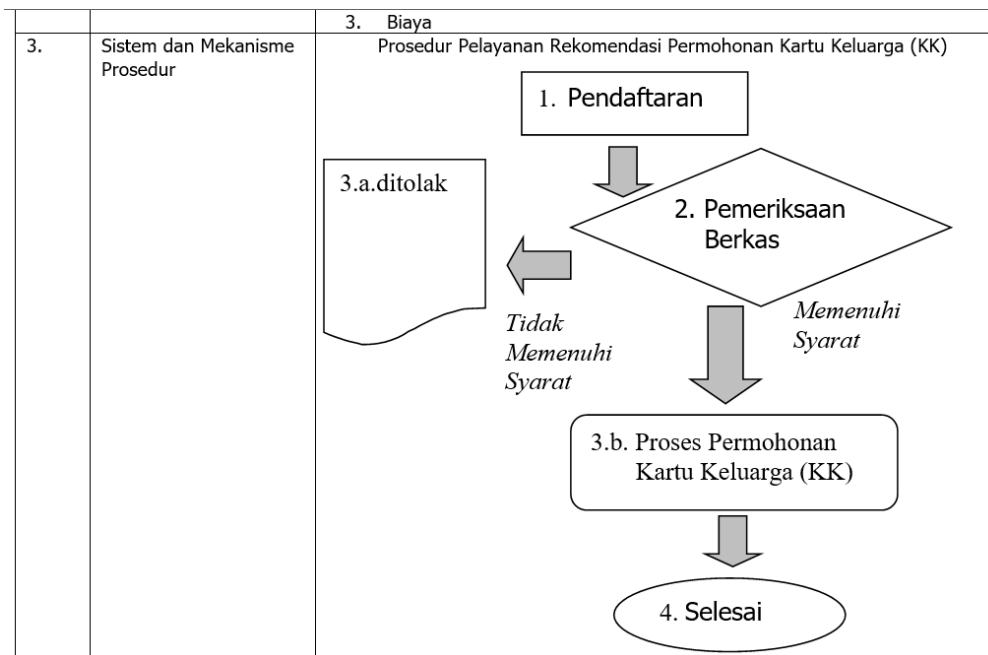 3. Biaya
3. Sistem dan Mekanisme
Prosedur
Prosedur Pelayanan Rekomendasi Permohonan Kartu Keluarga (KK)
1. Pendaftaran
2. Pemeriksaan
Berkas
3.a.ditolak
Tidak
Memenuhi
Syarat
Memenuhi
Syarat
3.b. Proses Permohonan
Kartu Keluarga (KK)
4. Selesai